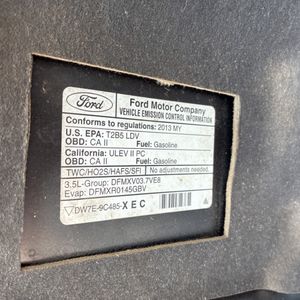 Ford
Ford Motor Company
VEHICLE EMISSION CONTROL INFORMATION
Conforms to regulations: 2013 MY
U.S. EPA: T2B5 LDV
OBD: CA II Fuel: Gasoline
California: ULEV II PC
OBD: CA II Fuel: Gasoline
TWC/HO2S/HAFS/SFI No adjustments needed.
3.5L-Group: DFMXV03.7VE8
Evap: DFMXR0145GBV
DW7E-9C485-XEC